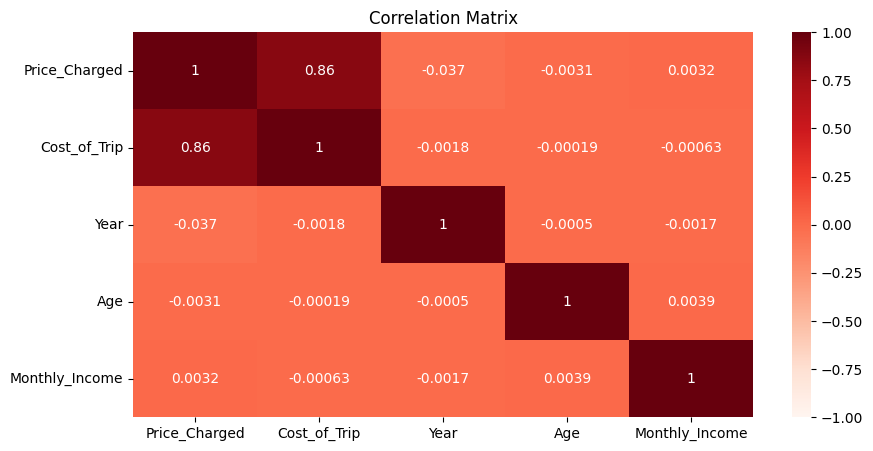 Correlation Matrix
Price_Charged 1 0.86 -0.037 -0.0031 0.0032
Cost_of_Trip 0.86 1 -0.0018 -0.00019 -0.00063
Year -0.037 -0.0018 1 -0.0005 -0.0017
Age -0.0031 -0.00019 -0.0005 1 0.0039
Monthly_Income 0.0032 -0.00063 -0.0017 0.0039 1
Price_Charged Cost_of_Trip Year Age Monthly_Income
1.00
0.75
0.50
0.25
0.00
−0.25
−0.50
−0.75
−1.00